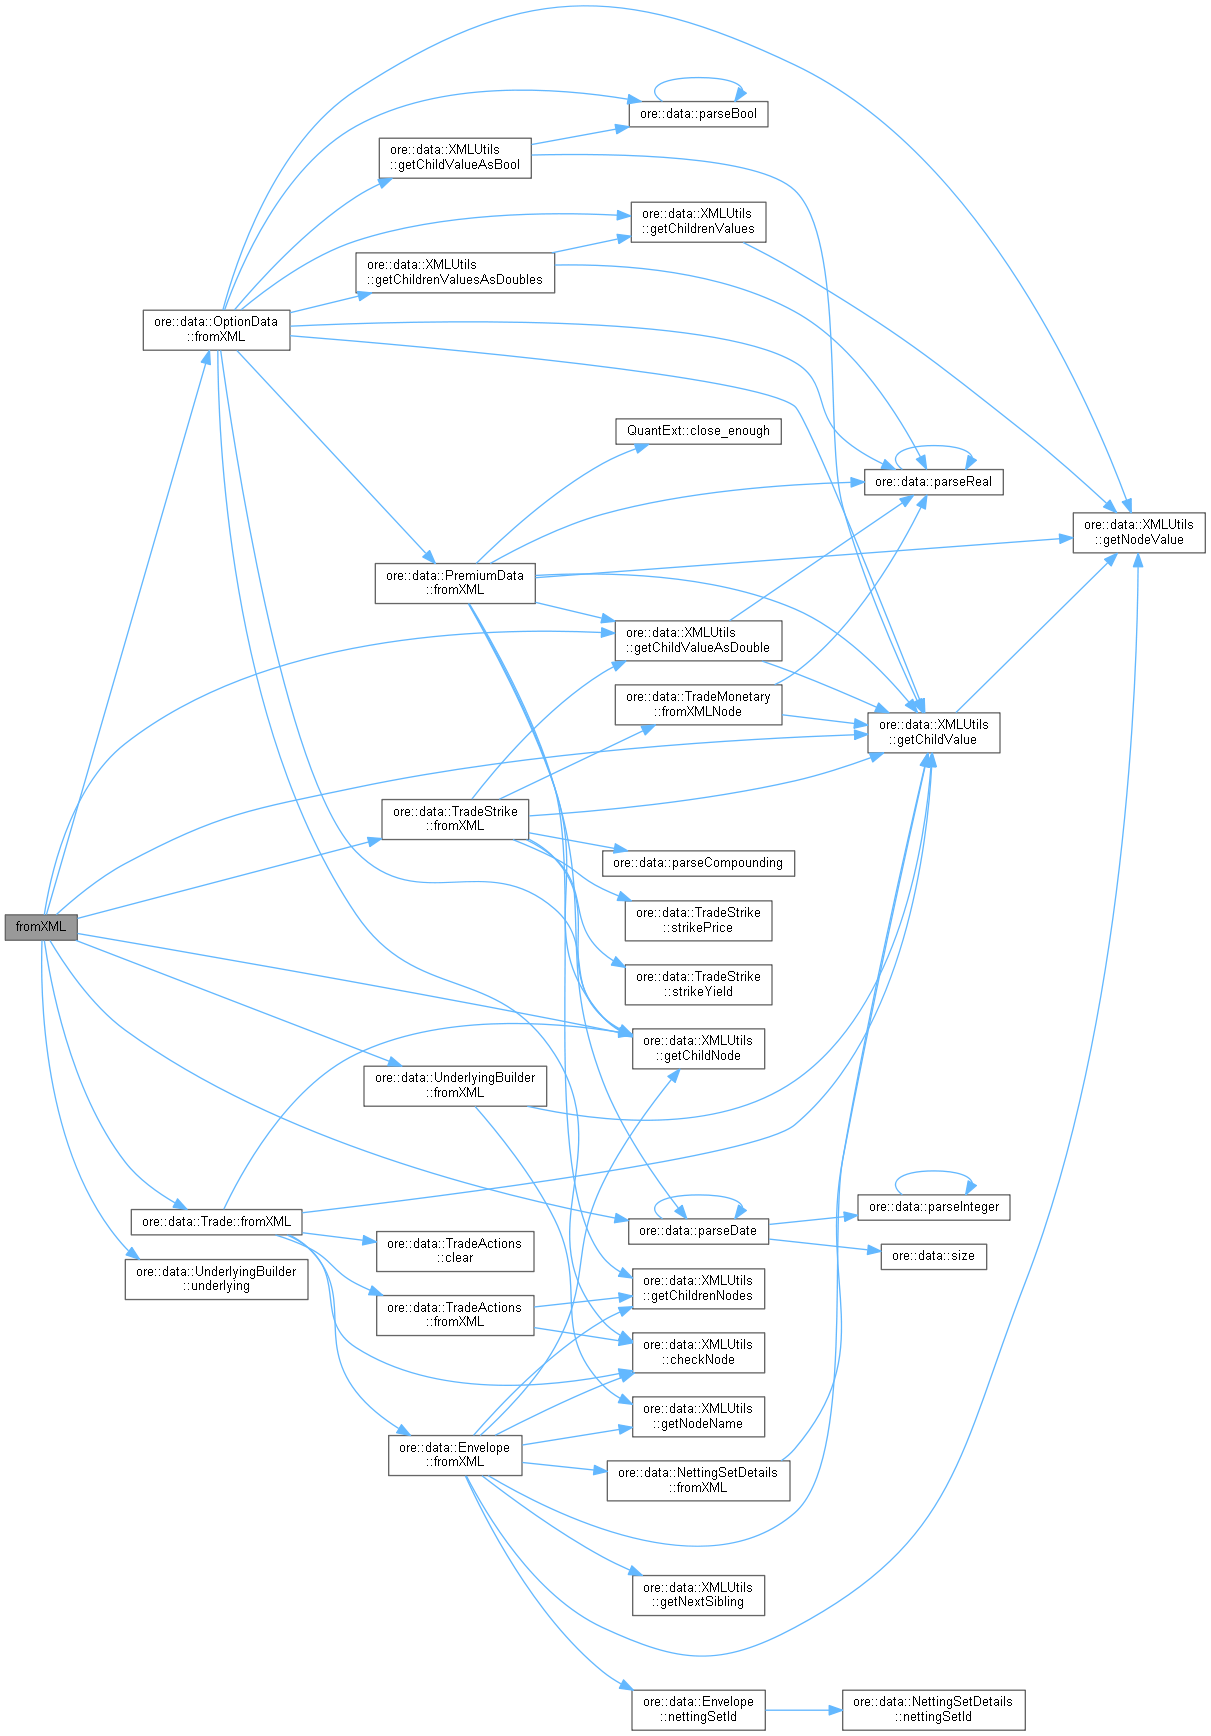 ore::data::parseBool
ore::data::XMLUtils
::getChildValueAsBool
ore::data::XMLUtils
::getChildrenValues
ore::data::XMLUtils
::getChildrenValuesAsDoubles
ore::data::OptionData
::fromXML
QuantExt::close_enough
ore::data::parseReal
ore::data::XMLUtils
::getNodeValue
ore::data::PremiumData
::fromXML
ore::data::XMLUtils
::getChildValueAsDouble
ore::data::TradeMonetary
::fromXMLNode
ore::data::XMLUtils
::getChildValue
ore::data::TradeStrike
::fromXML
ore::data::parseCompounding
ore::data::TradeStrike
::strikePrice
fromXML
ore::data::TradeStrike
::strikeYield
ore::data::XMLUtils
::getChildNode
ore::data::UnderlyingBuilder
::fromXML
ore::data::parseInteger
ore::data::Trade::fromXML
ore::data::parseDate
ore::data::TradeActions
::clear
ore::data::size
ore::data::UnderlyingBuilder
::underlying
ore::data::XMLUtils
::getChildrenNodes
ore::data::TradeActions
::fromXML
ore::data::XMLUtils
::checkNode
ore::data::XMLUtils
::getNodeName
ore::data::Envelope
::fromXML
ore::data::NettingSetDetails
::fromXML
ore::data::XMLUtils
::getNextSibling
ore::data::Envelope
::nettingSetId
ore::data::NettingSetDetails
::nettingSetId